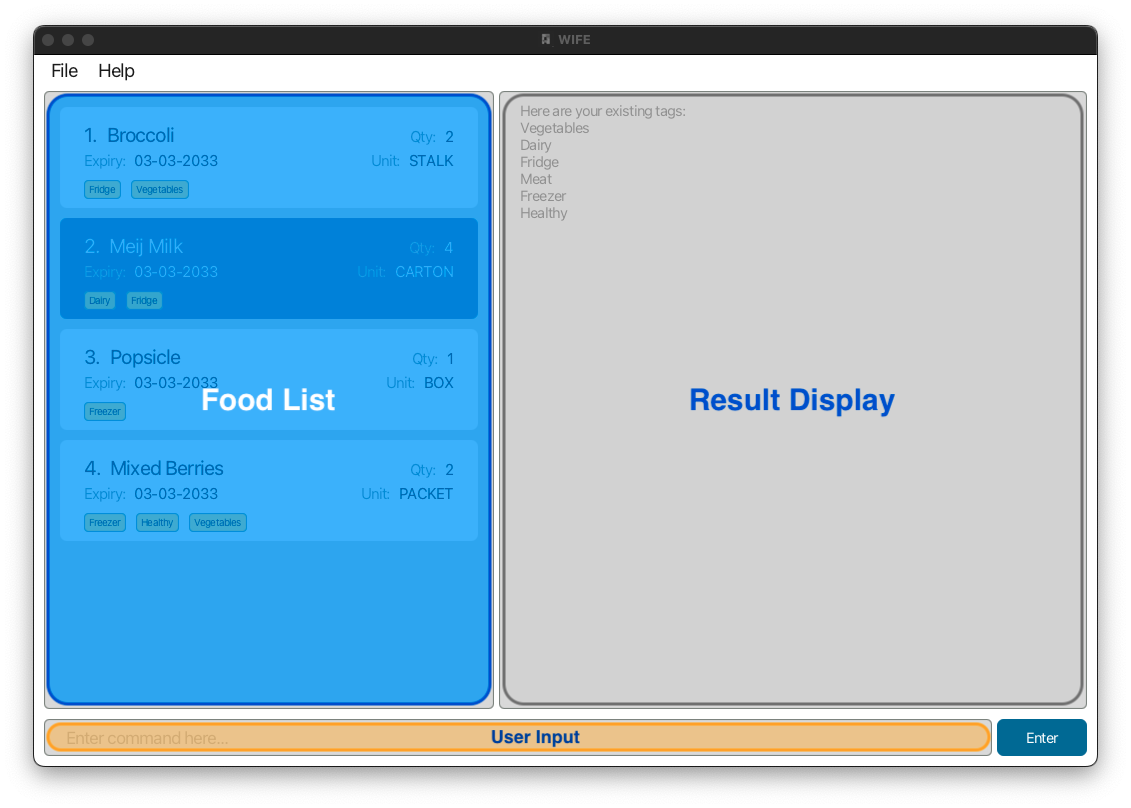 WIFE
File Help
1. Broccoli Qty: 2
Expiry: 03-03-2033 Unit: STALK
Fridge Vegetables
2. Meij Milk Qty: 4
Expiry: 03-03-2033 Unit: CARTON
Dairy Fridge
3. Popsicle Qty: 1
Expiry: 03-03-2033 Unit: BOX
Freezer
Food List
4. Mixed Berries Qty: 2
Expiry: 03-03-2033 Unit: PACKET
Freezer Healthy Vegetables
Here are your existing tags:
Vegetables
Dairy
Fridge
Meat
Freezer
Healthy
Result Display
Enter command here...
User Input
Enter